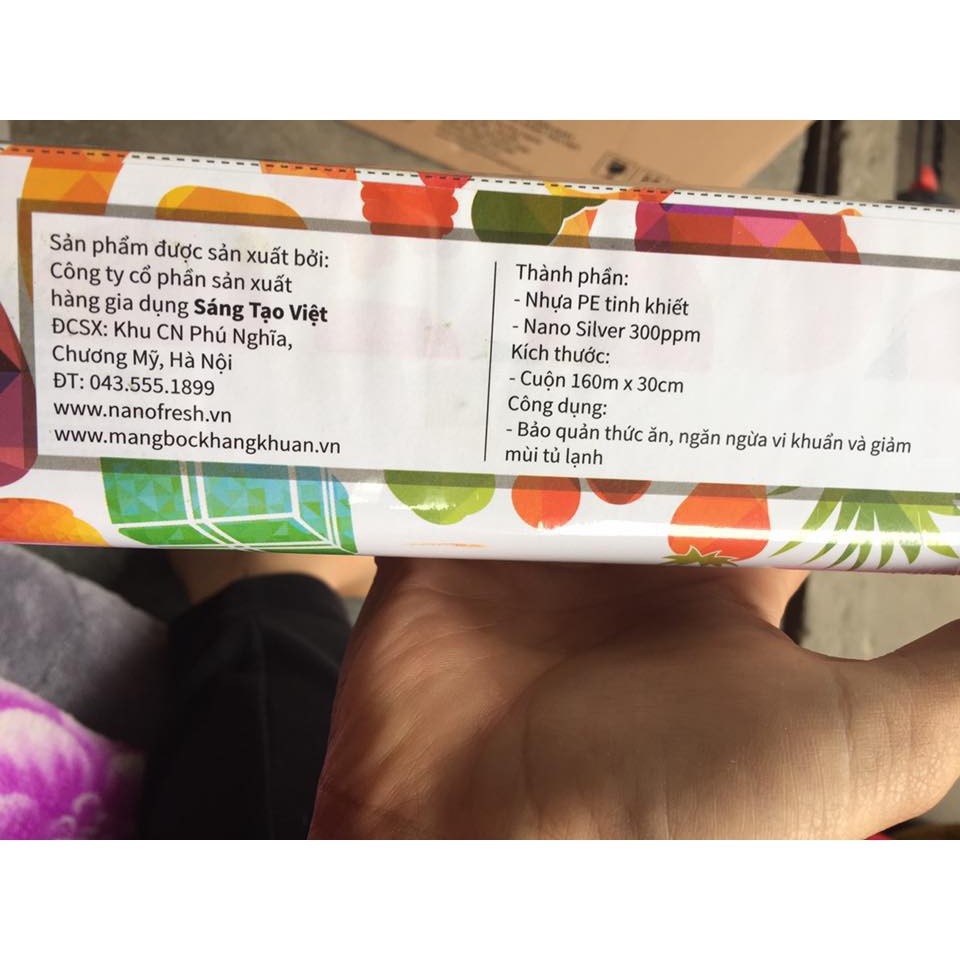 Sản phẩm được sản xuất bởi:
Công ty cổ phần sản xuất
hàng gia dụng Sáng Tạo Việt
ĐCSX: Khu CN Phú Nghĩa,
Chương Mỹ, Hà Nội
ĐT: 043.555.1899
www.nanofresh.vn
www.mangbockhangkhuan.vn
Thành phần:
- Nhựa PE tinh khiết
- Nano Silver 300ppm
Kích thước:
- Cuộn 160m x 30cm
Công dụng:
- Bảo quản thức ăn, ngăn ngừa vi khuẩn và giảm
mùi tủ lạnh